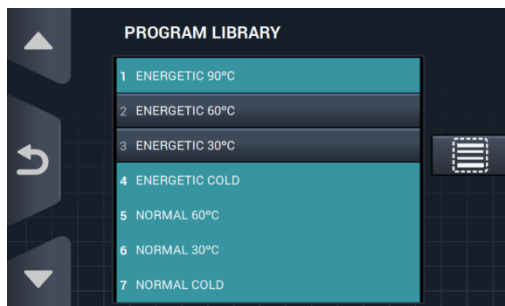 PROGRAM LIBRARY
1 ENERGETIC 90ºC
2 ENERGETIC 60ºC
3 ENERGETIC 30ºC
4 ENERGETIC COLD
5 NORMAL 60ºC
6 NORMAL 30ºC
7 NORMAL COLD